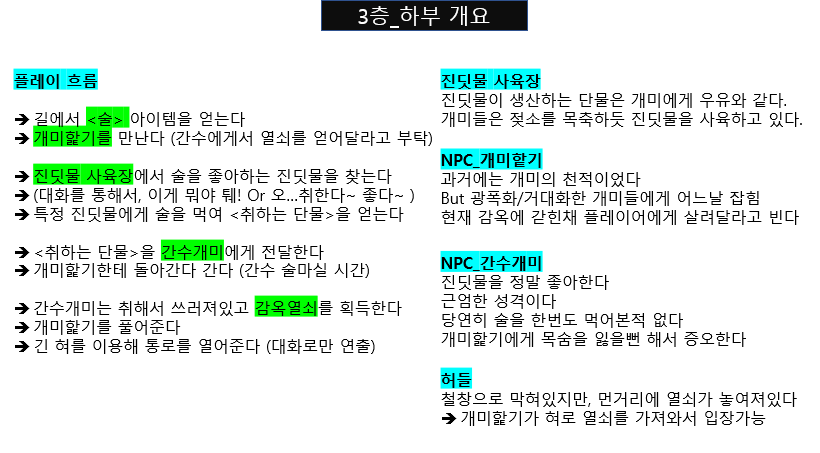 3층_하부 개요
플레이 흐름
➔ 길에서 <술> 아이템을 얻는다
➔ 개미핥기를 만난다 (간수에게서 열쇠를 얻어달라고 부탁)
➔ 진딧물 사육장에서 술을 좋아하는 진딧물을 찾는다
➔ (대화를 통해서, 이게 뭐야 퉤! Or 오...취한다~ 좋다~ )
➔ 특정 진딧물에게 술을 먹여 <취하는 단물>을 얻는다
➔ <취하는 단물>을 간수개미에게 전달한다
➔ 개미핥기한테 돌아간다 간다 (간수 술마실 시간)
➔ 간수개미는 취해서 쓰러져있고 감옥열쇠를 획득한다
➔ 개미핥기를 풀어준다
➔ 긴 혀를 이용해 통로를 열어준다 (대화로만 연출)
진딧물 사육장
진딧물이 생산하는 단물은 개미에게 우유와 같다.
개미들은 젖소를 목축하듯 진딧물을 사육하고 있다.
NPC_개미핥기
과거에는 개미의 천적이었다
But 광폭화/거대화한 개미들에게 어느날 잡힘
현재 감옥에 갇힌채 플레이어에게 살려달라고 빈다
NPC_간수개미
진딧물을 정말 좋아한다
근엄한 성격이다
당연히 술을 한번도 먹어본적 없다
개미핥기에게 목숨을 잃을뻔 해서 증오한다
허들
철창으로 막혀있지만, 먼거리에 열쇠가 놓여져있다
➔ 개미핥기가 혀로 열쇠를 가져와서 입장가능